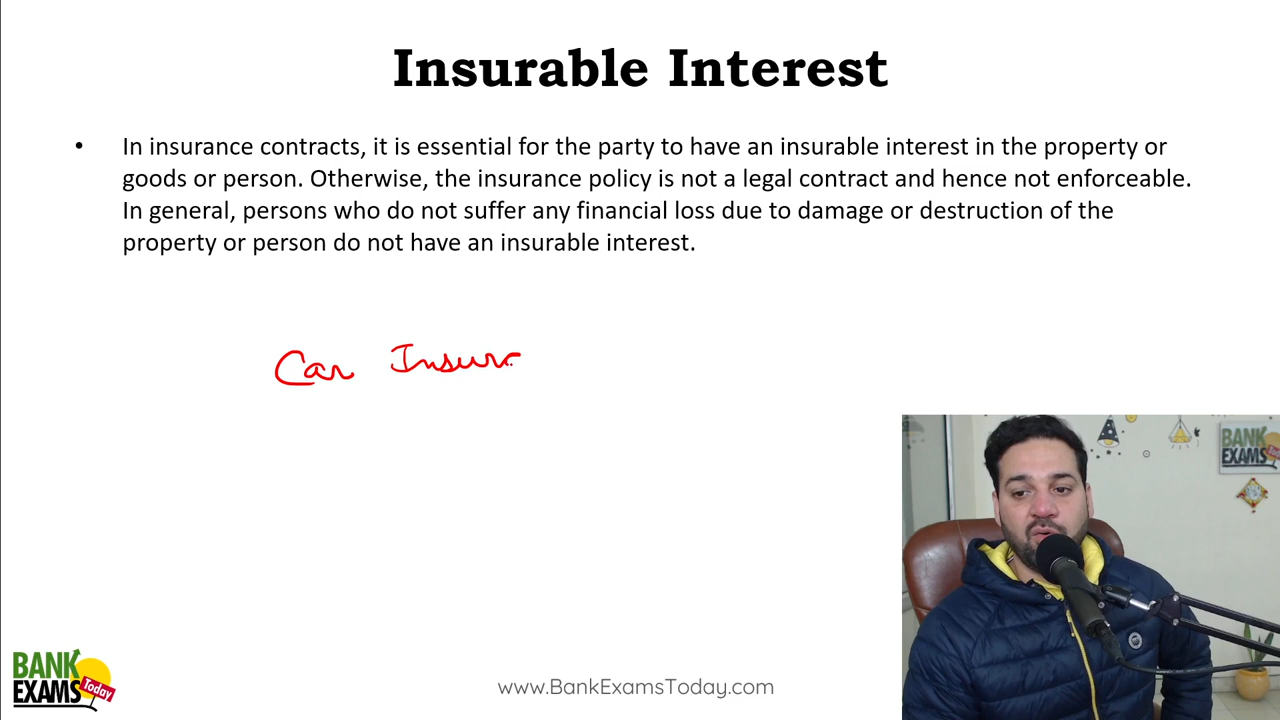 Insurable Interest
• In insurance contracts, it is essential for the party to have an insurable interest in the property or
goods or person. Otherwise, the insurance policy is not a legal contract and hence not enforceable.
In general, persons who do not suffer any financial loss due to damage or destruction of the
property or person do not have an insurable interest.
Car Insur
BANK
EXAMS
BANK
EXAMS
Today
www.BankExamsToday.com